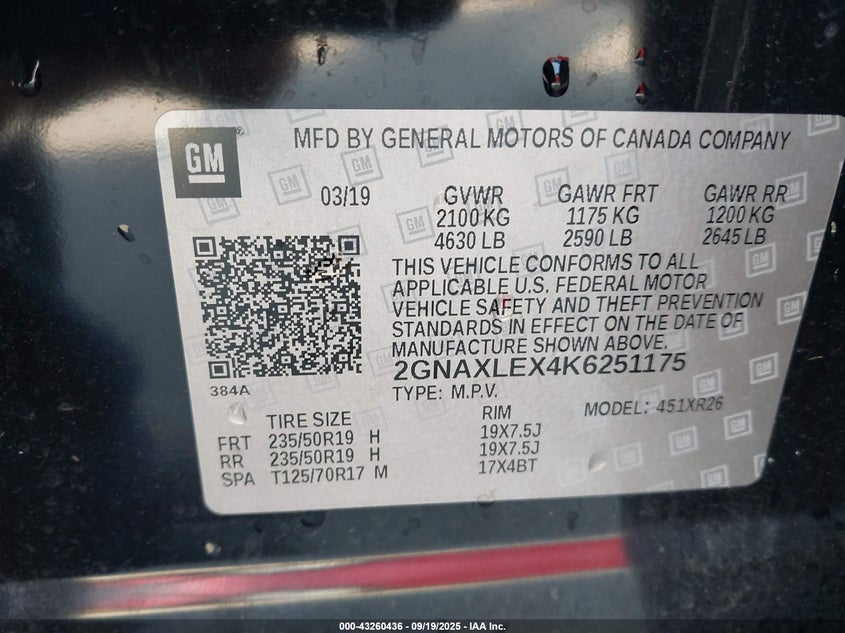 GM
MFD BY GENERAL MOTORS OF CANADA COMPANY
03/19 GVWR GAWR FRT GAWR RR
2100 KG 1175 KG 1200 KG
4630 LB 2590 LB 2645 LB
THIS VEHICLE CONFORMS TO ALL
APPLICABLE U.S. FEDERAL MOTOR
VEHICLE SAFETY AND THEFT PREVENTION
STANDARDS IN EFFECT ON THE DATE OF
MANUFACTURE SHOWN ABOVE.
2GNAXLEX4K6251175
384A
TYPE: M.P.V.
MODEL: 451XR26
TIRE SIZE RIM
FRT 235/50R19 H 19X7.5J
RR 235/50R19 H 19X7.5J
SPA T125/70R17 M 17X4BT
000-43260436 - 09/19/2025 - IAA Inc.